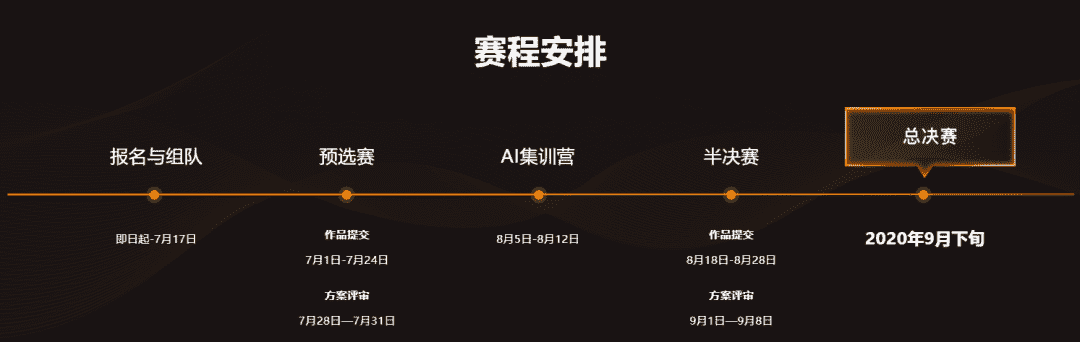 赛程安排
报名与组队
即日起-7月17日
预选赛
作品提交
7月1日-7月24日
方案评审
7月28日—7月31日
AI集训营
8月5日-8月12日
半决赛
作品提交
8月18日-8月28日
方案评审
9月1日—9月8日
总决赛
2020年9月下旬